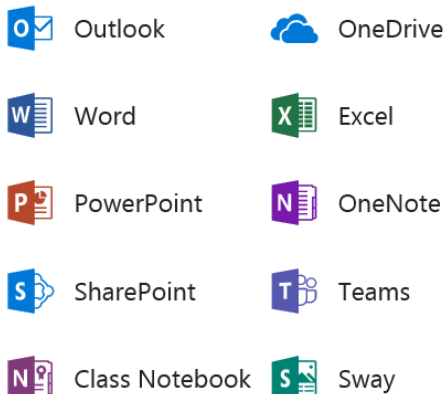 Outlook OneDrive
Word Excel
PowerPoint OneNote
SharePoint Teams
Class Notebook Sway